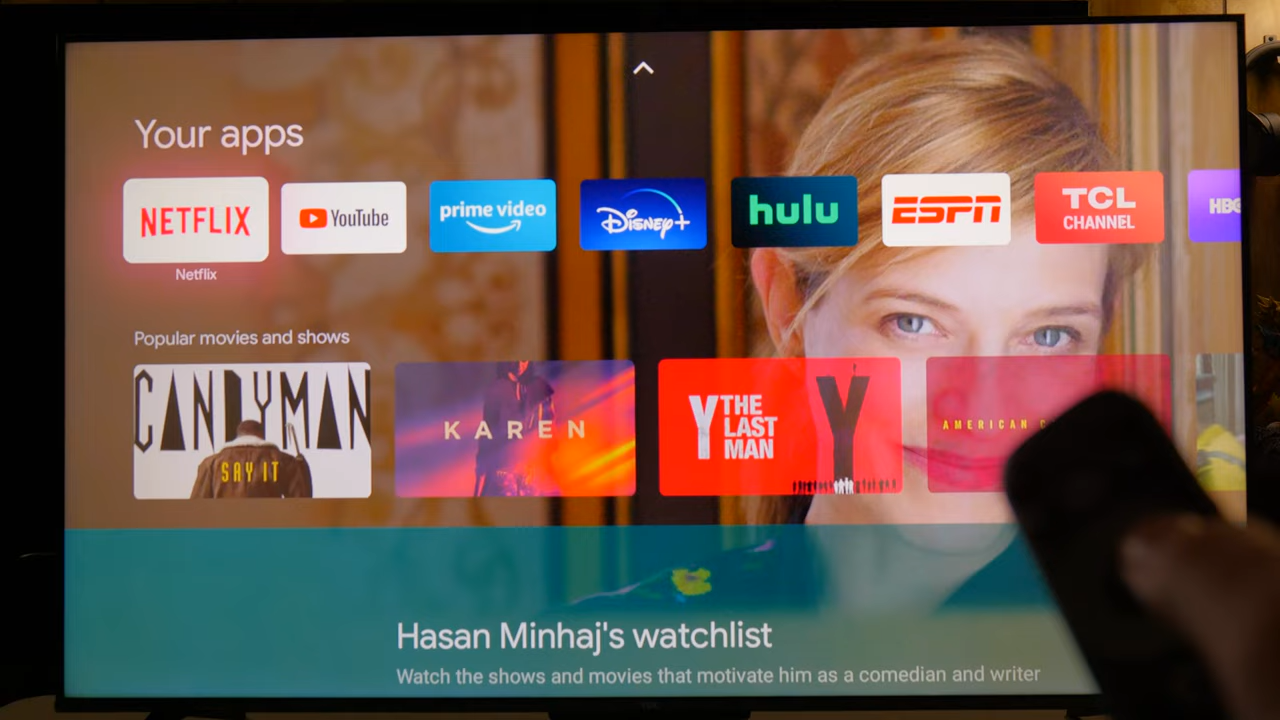 Your apps
NETFLIX
YouTube
prime video
Disney+
hulu
ESPN
TCL
CHANNEL
HBO
Netflix
Popular movies and shows
CANDYMAN
SAY IT
KAREN
Y THE
LAST
MAN
Y
AMERICAN
Hasan Minhaj's watchlist
Watch the shows and movies that motivate him as a comedian and writer
TCL